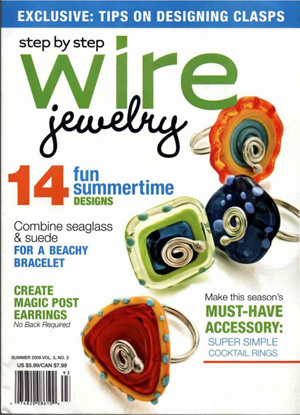 EXCLUSIVE: TIPS ON DESIGNING CLASPS
step by step
wire
jewelry
14 fun
summertime
DESIGNS
Combine seaglass
& suede
FOR A BEACHY
BRACELET
CREATE
MAGIC POST
EARRINGS
No Back Required
Make this season's
MUST-HAVE
ACCESSORY:
SUPER SIMPLE
COCKTAIL RINGS
SUMMER 2009 VOL. 5, NO. 3
US $5.99/CAN $7.99